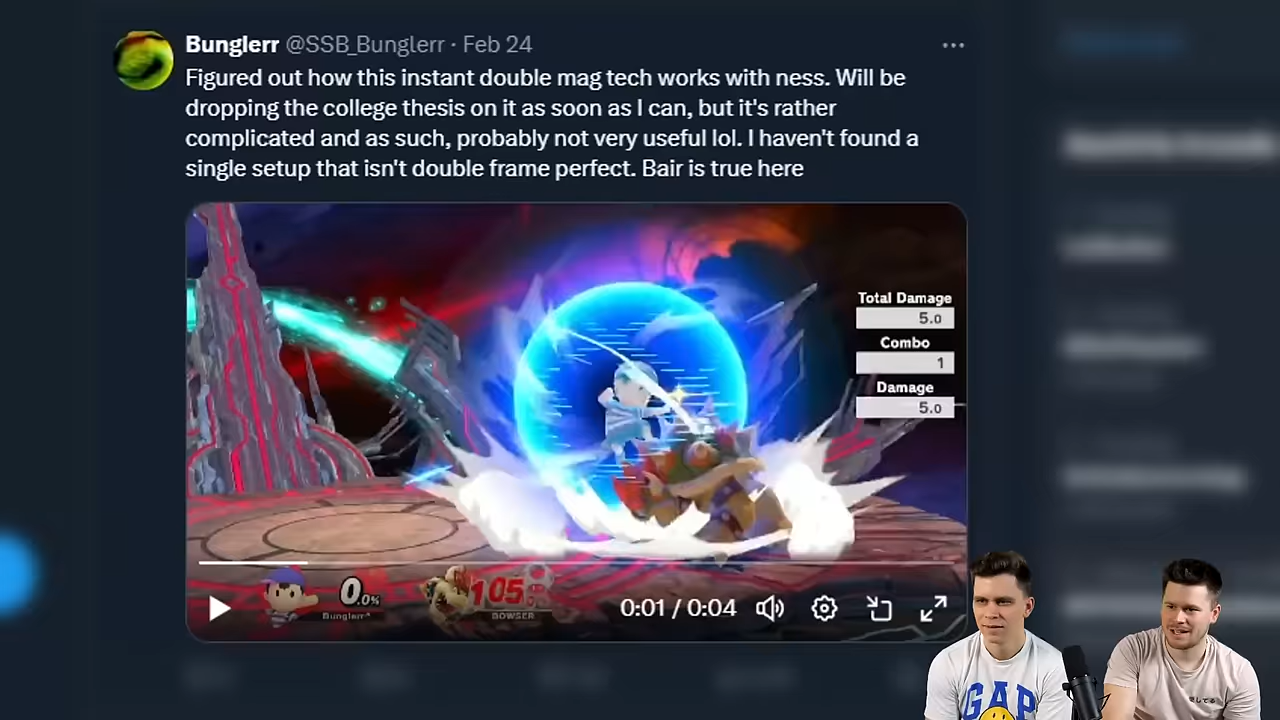 Bunglerr @SSB_Bunglerr · Feb 24
Figured out how this instant double mag tech works with ness. Will be
dropping the college thesis on it as soon as I can, but it's rather
complicated and as such, probably not very useful lol. I haven't found a
single setup that isn't double frame perfect. Bair is true here
Total Damage
5.0
Combo
1
Damage
5.0
0.0%
Bunglerr
105
BOWSER
0:01 / 0:04
GAP